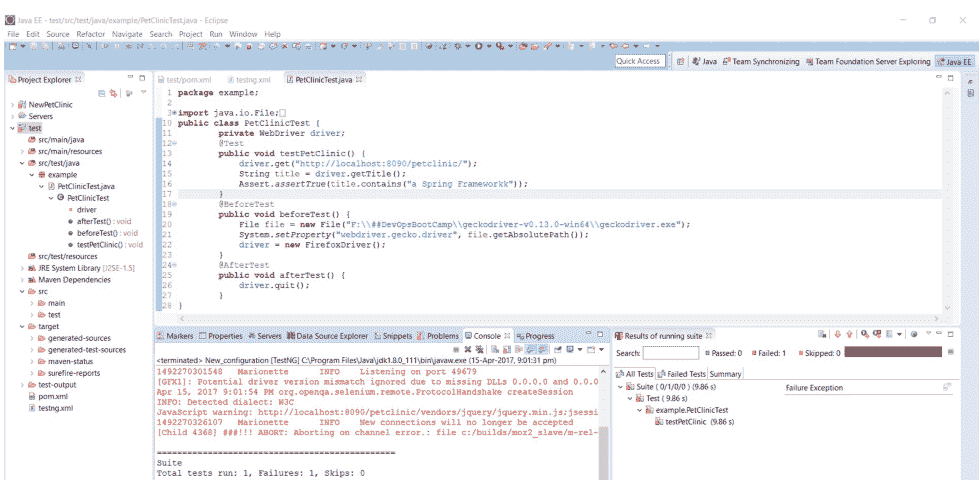 Java EE - test/src/test/java/example/PetClinicTest.java - Eclipse
File Edit Source Refactor Navigate Search Project Run Window Help
Quick Access
Java
Team Synchronizing
Team Foundation Server Exploring
Java EE
Project Explorer
NewPetClinic
Servers
test
src/main/java
src/main/resources
src/test/java
example
PetClinicTest.java
PetClinicTest
driver
afterTest() : void
beforeTest() : void
testPetClinic() : void
src/test/resources
JRE System Library [J2SE-1.5]
Maven Dependencies
src
main
test
target
generated-sources
generated-test-sources
maven-status
surefire-reports
test-output
pom.xml
testng.xml
test/pom.xml
testng.xml
PetClinicTest.java
1 package example;
2
3 import java.io.File;
10 public class PetClinicTest {
11 private WebDriver driver;
12 @Test
13 public void testPetClinic() {
14 driver.get("http://localhost:8090/petclinic/");
15 String title = driver.getTitle();
16 Assert.assertTrue(title.contains("a Spring Frameworkk"));
17 }
18 @BeforeTest
19 public void beforeTest() {
20 File file = new File("F:\\##DevOpsBootCamp\\geckodriver-v0.13.0-win64\\geckodriver.exe");
21 System.setProperty("webdriver.gecko.driver", file.getAbsolutePath());
22 driver = new FirefoxDriver();
23 }
24 @AfterTest
25 public void afterTest() {
26 driver.quit();
27 }
28 }
Markers
Properties
Servers
Data Source Explorer
Snippets
Problems
Console
Progress
<terminated> New_configuration [TestNG] C:\Program Files\Java\jdk1.8.0_111\bin\javaw.exe (15-Apr-2017, 9:01:31 pm)
1492270301548 Marionette INFO Listening on port 49679
[GFX1]: Potential driver version mismatch ignored due to missing DLLs 0.0.0.0 and 0.0.0
Apr 15, 2017 9:01:54 PM org.openqa.selenium.remote.ProtocolHandshake createSession
INFO: Detected dialect: W3C
JavaScript warning: http://localhost:8090/petclinic/vendors/jquery/jquery.min.js;jsessi
1492270326107 Marionette INFO New connections will no longer be accepted
[Child 4368] ###!!! ABORT: Aborting on channel error.: file c:/builds/moz2_slave/m-rel-
===============================================
Suite
Total tests run: 1, Failures: 1, Skips: 0
Results of running suite
Search:
Passed: 0
Failed: 1
Skipped: 0
All Tests
Failed Tests
Summary
Suite ( 0/1/0/0 ) (9.86 s)
Test ( 9.86 s)
example.PetClinicTest
testPetClinic (9.86 s)
Failure Exception